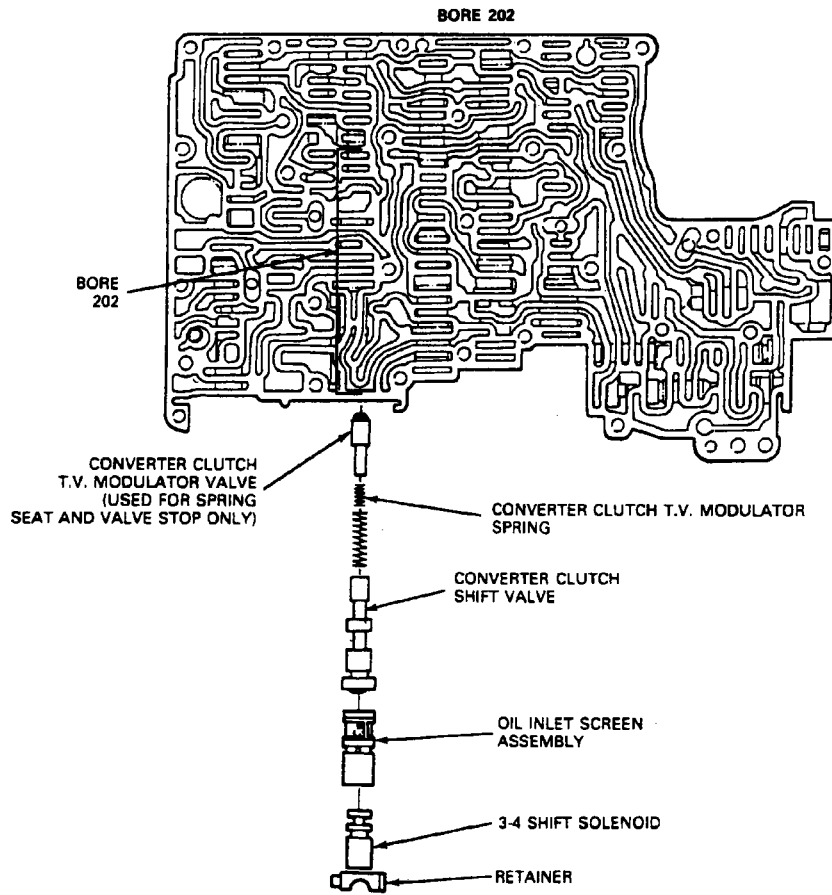 BORE 202
BORE
202
CONVERTER CLUTCH
T.V. MODULATOR VALVE
(USED FOR SPRING
SEAT AND VALVE STOP ONLY)
CONVERTER CLUTCH T.V. MODULATOR
SPRING
CONVERTER CLUTCH
SHIFT VALVE
OIL INLET SCREEN
ASSEMBLY
3-4 SHIFT SOLENOID
RETAINER